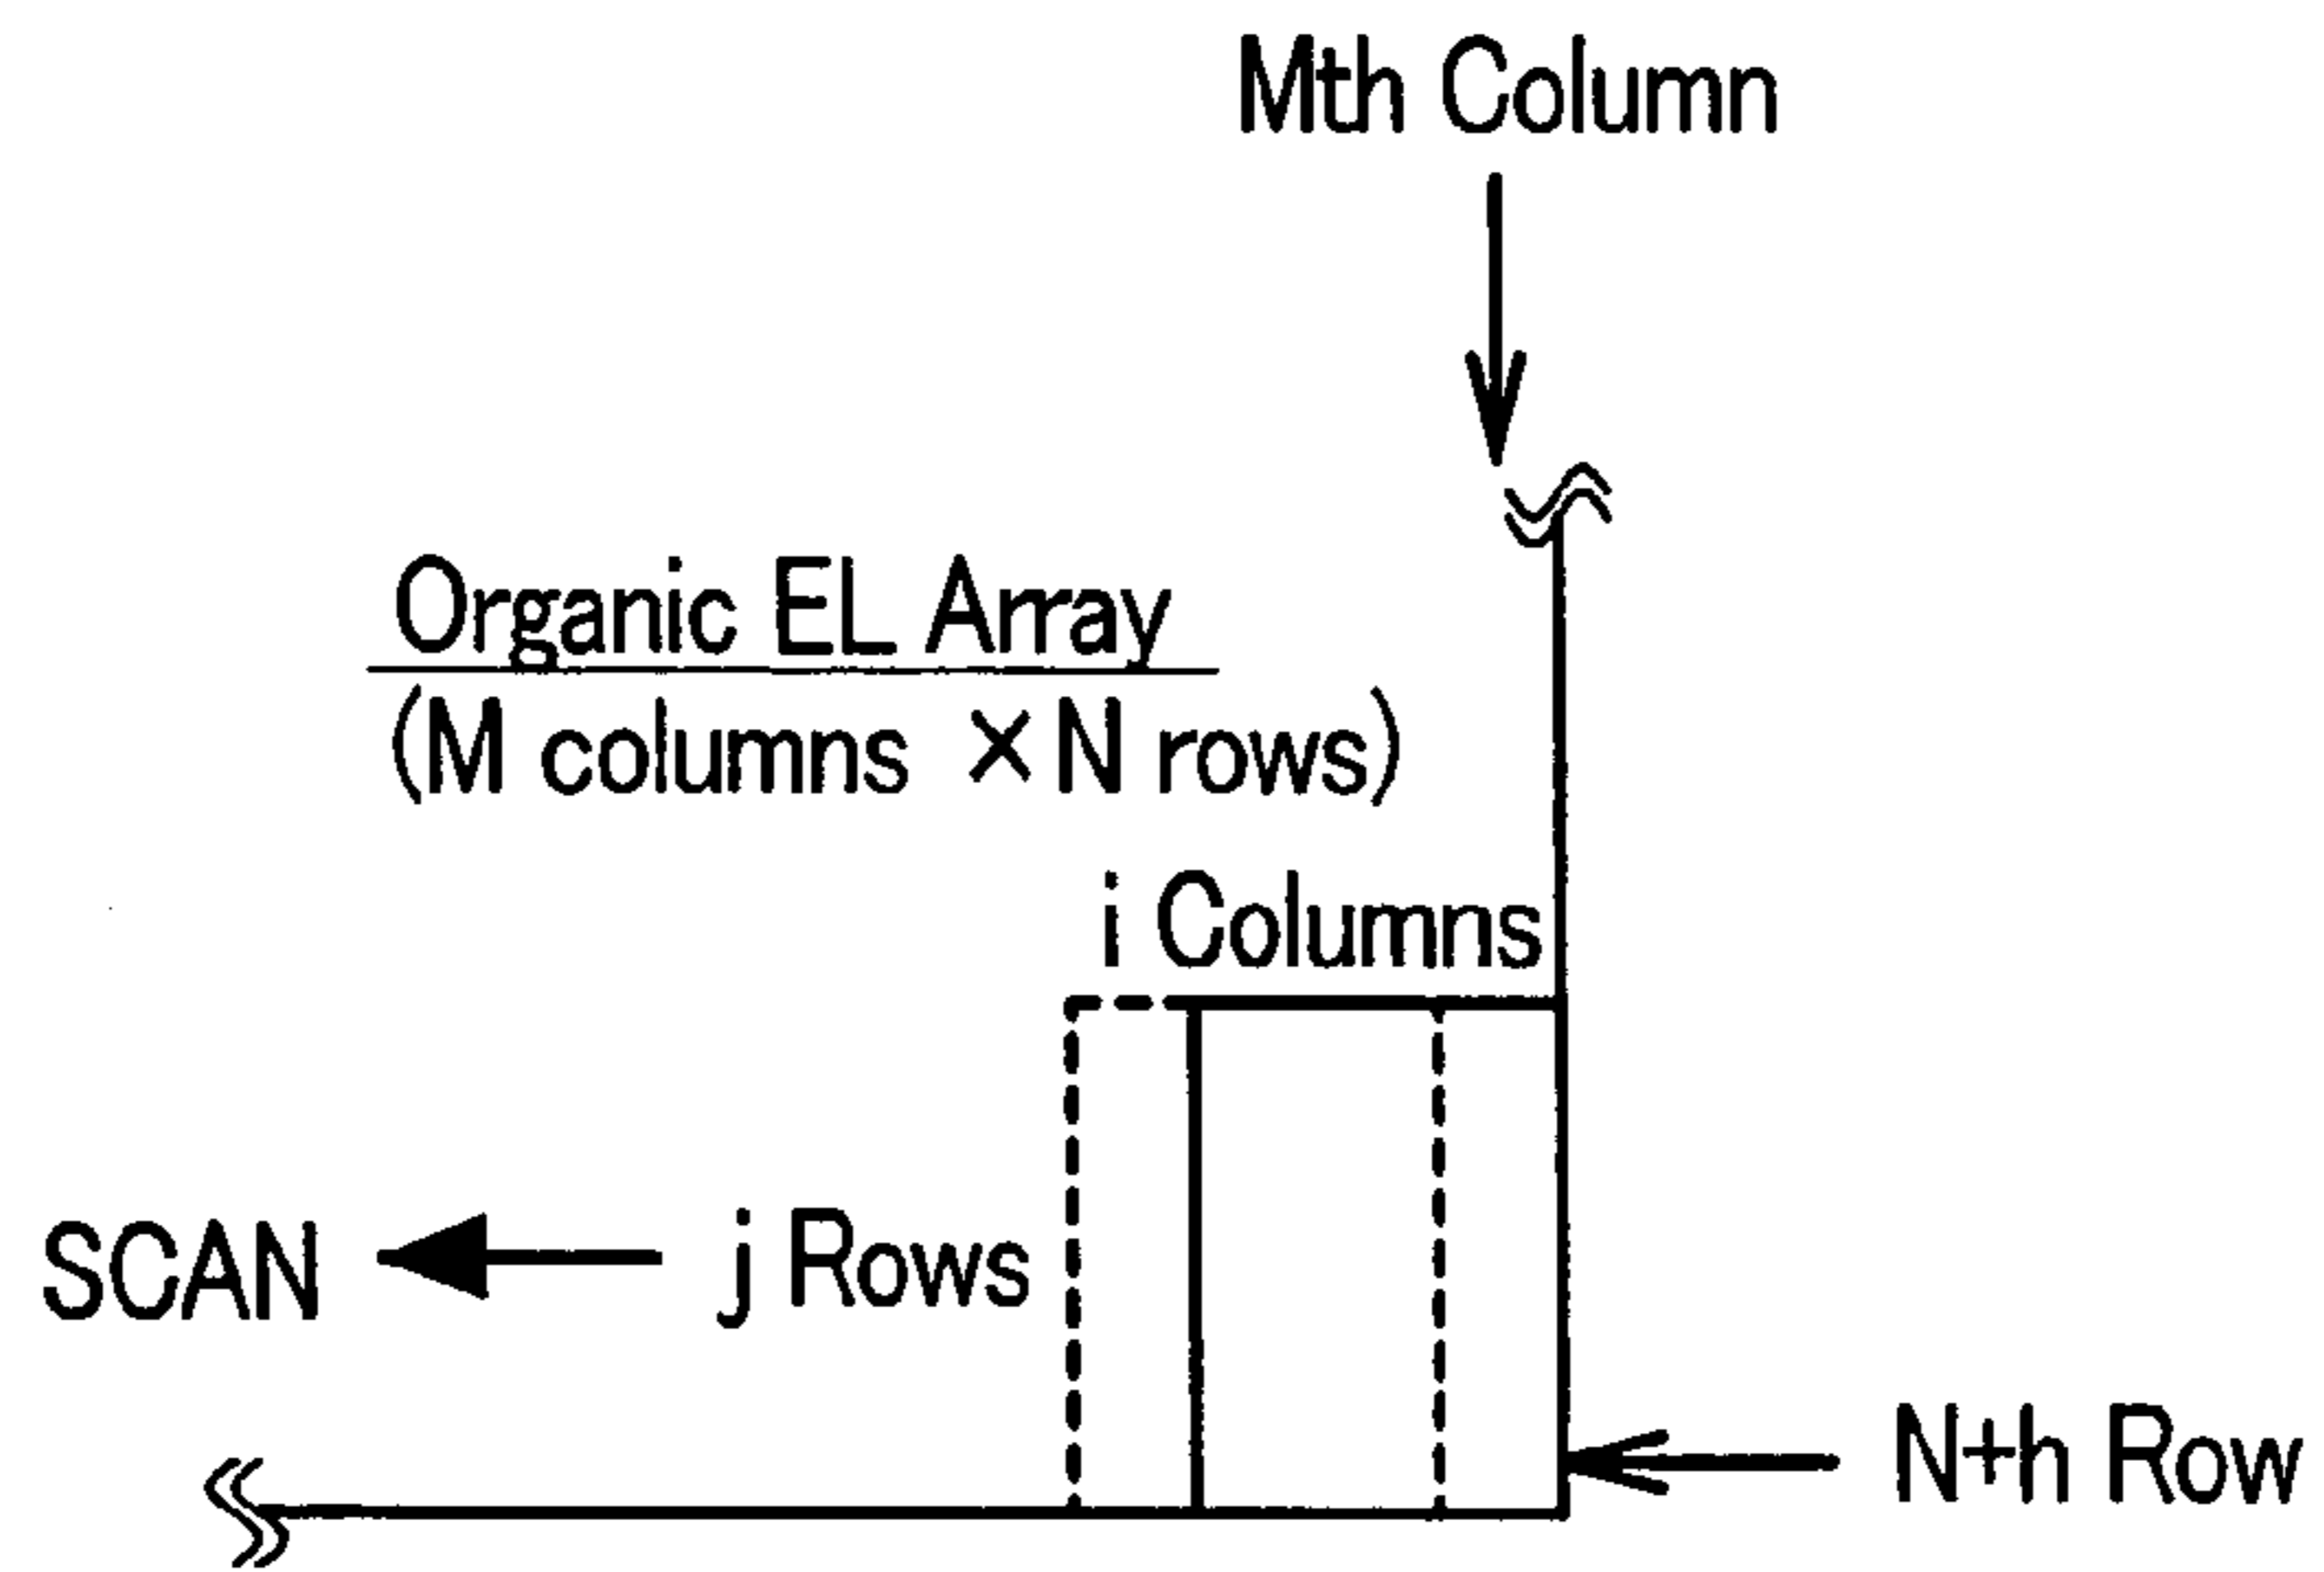 Mth Column
Organic EL Array
(M columns × N rows)
i Columns
j Rows
SCAN
N+h Row